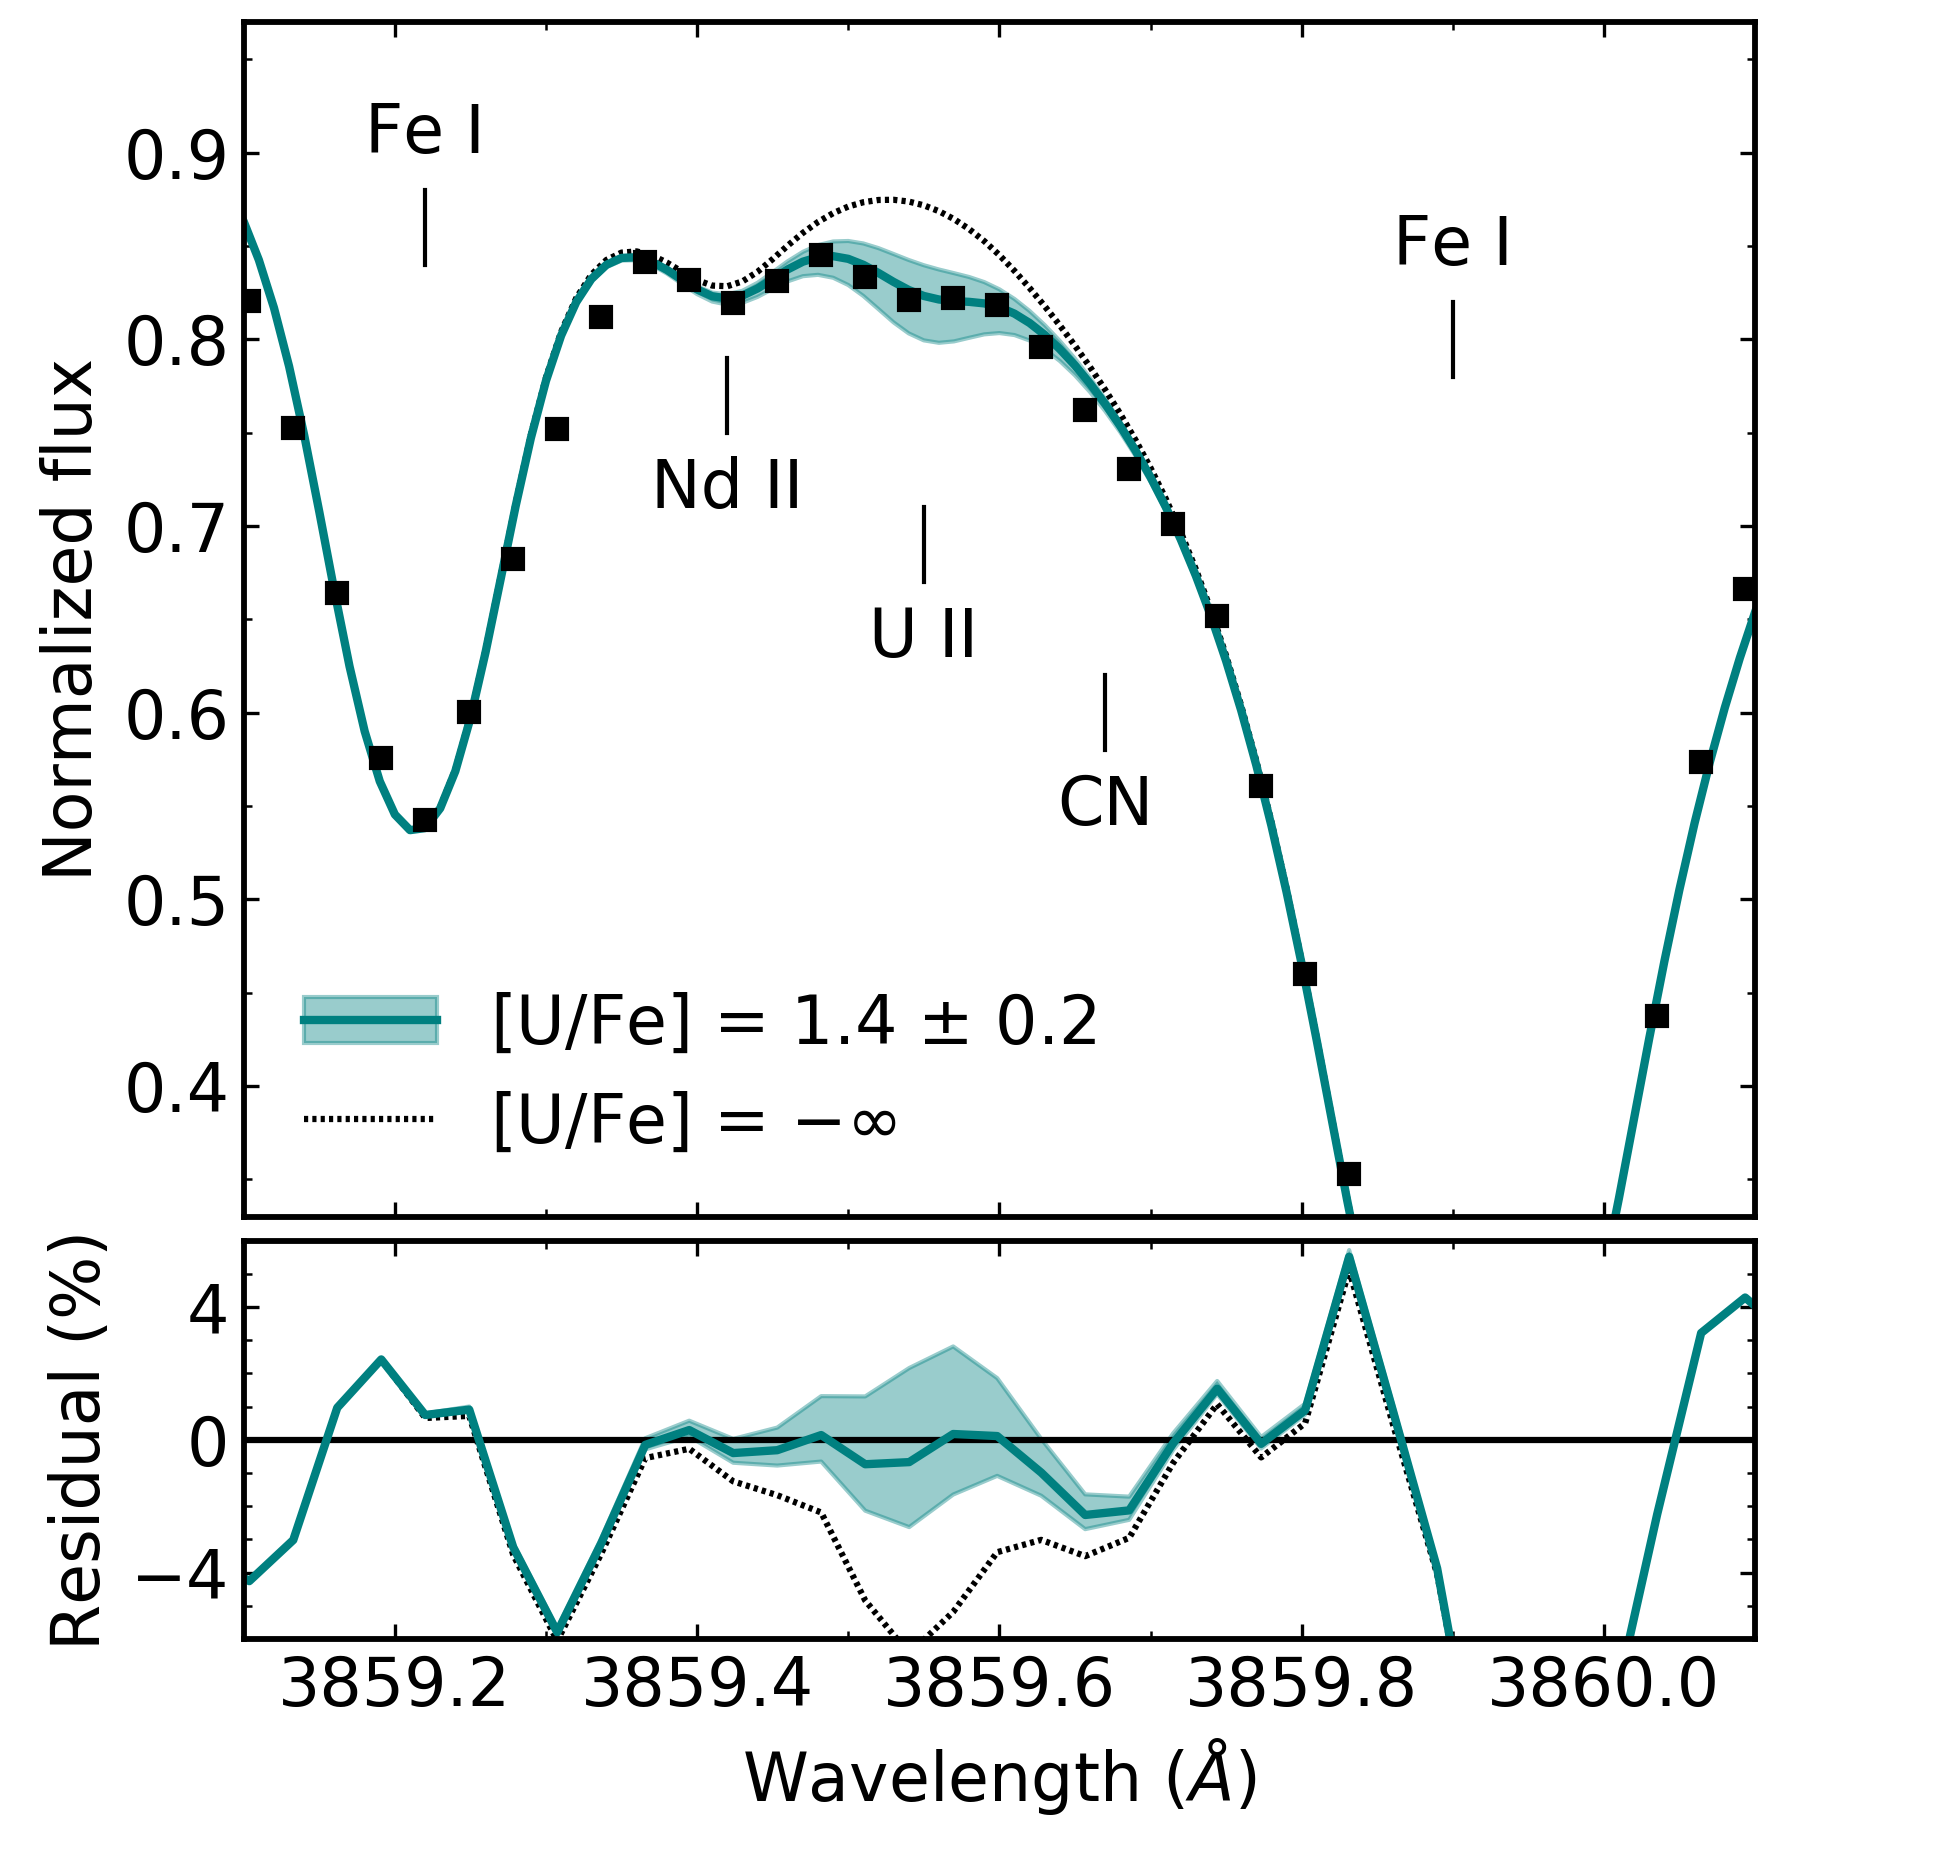 Normalized flux
0.9
0.8
0.7
0.6
0.5
0.4
Fe I
Fe I
Nd II
U II
CN
[U/Fe] = 1.4 ± 0.2
[U/Fe] = −∞
Residual (%)
4
0
−4
3859.2 3859.4 3859.6 3859.8 3860.0
Wavelength (Å)